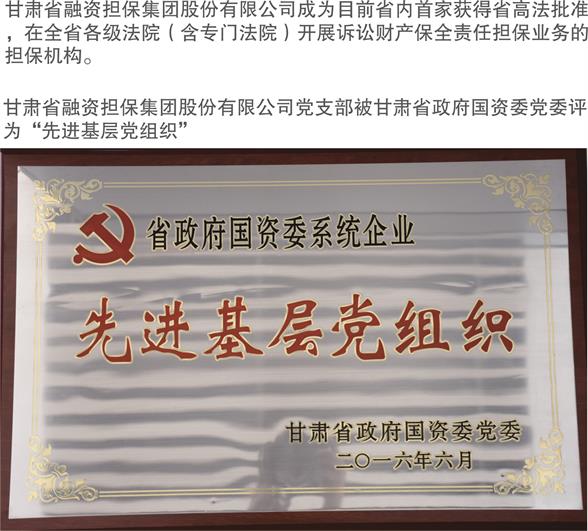 甘肃省融资担保集团股份有限公司成为目前省内首家获得省高法批准
，在全省各级法院（含专门法院）开展诉讼财产保全责任担保业务的
担保机构。
甘肃省融资担保集团股份有限公司党支部被甘肃省政府国资委党委评
为“先进基层党组织”
省政府国资委系统企业
先进基层党组织
甘肃省政府国资委党委
二〇一六年六月